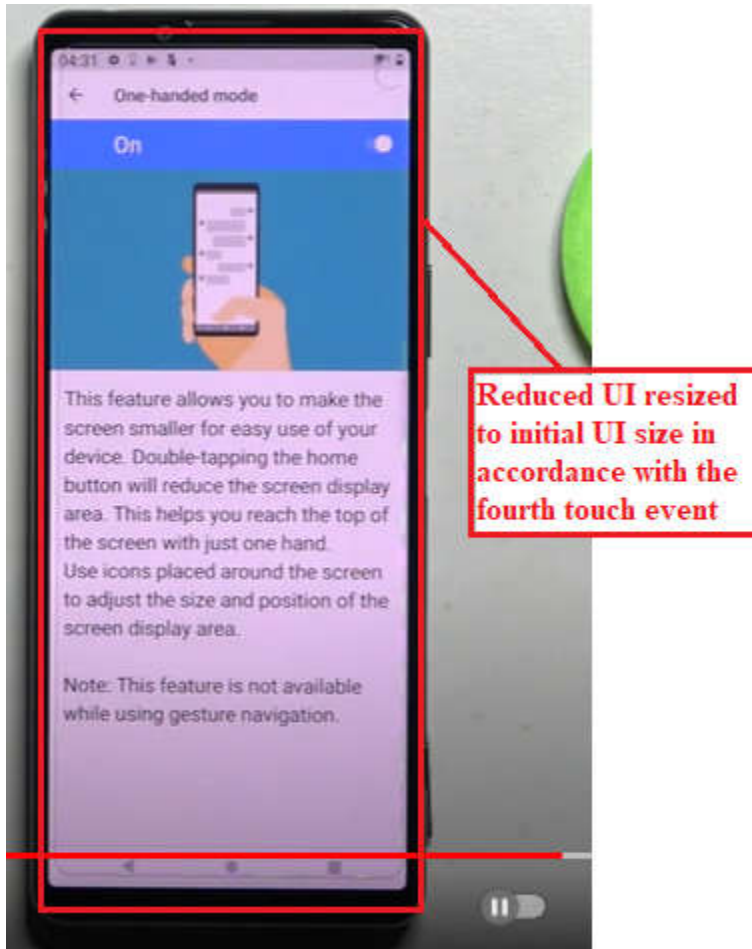 04:31
One-handed mode
On
This feature allows you to make the
screen smaller for easy use of your
device. Double-tapping the home
button will reduce the screen display
area. This helps you reach the top of
the screen with just one hand.
Use icons placed around the screen
to adjust the size and position of the
screen display area.
Note: This feature is not available
while using gesture navigation.
Reduced UI resized
to initial UI size in
accordance with the
fourth touch event